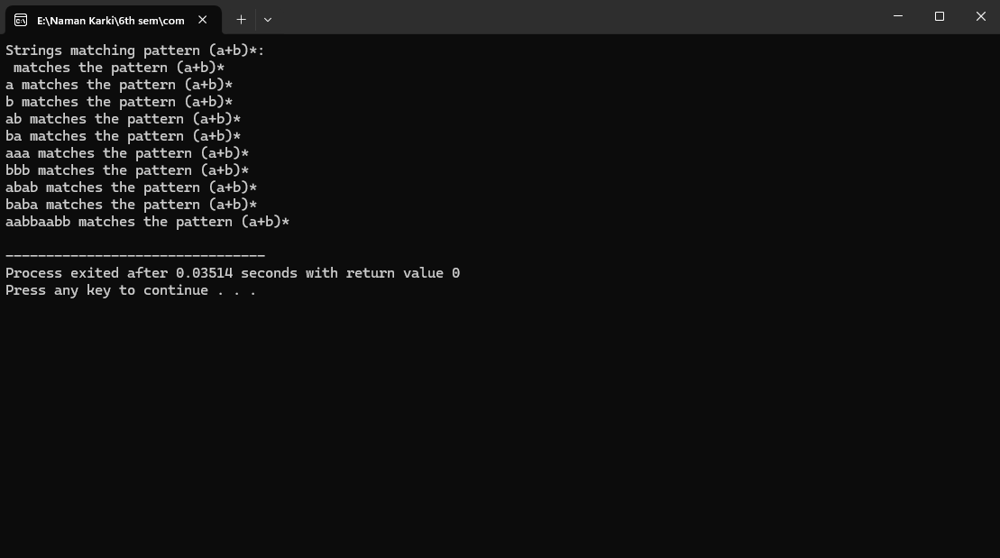 E:\Naman Karki\6th sem\com
Strings matching pattern (a+b)*:
 matches the pattern (a+b)*
a matches the pattern (a+b)*
b matches the pattern (a+b)*
ab matches the pattern (a+b)*
ba matches the pattern (a+b)*
aaa matches the pattern (a+b)*
bbb matches the pattern (a+b)*
abab matches the pattern (a+b)*
baba matches the pattern (a+b)*
aabbaabb matches the pattern (a+b)*
--------------------------------
Process exited after 0.03514 seconds with return value 0
Press any key to continue . . .